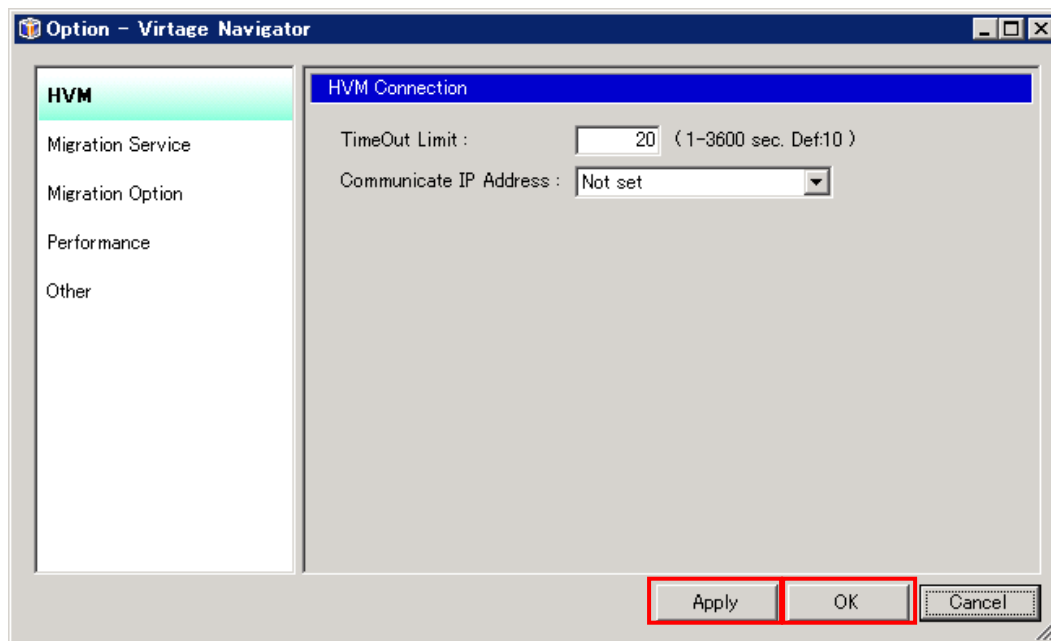 Option - Virtage Navigator
HVM
Migration Service
Migration Option
Performance
Other
HVM Connection
TimeOut Limit : 20 (1-3600 sec. Def:10 )
Communicate IP Address : Not set
Apply OK Cancel